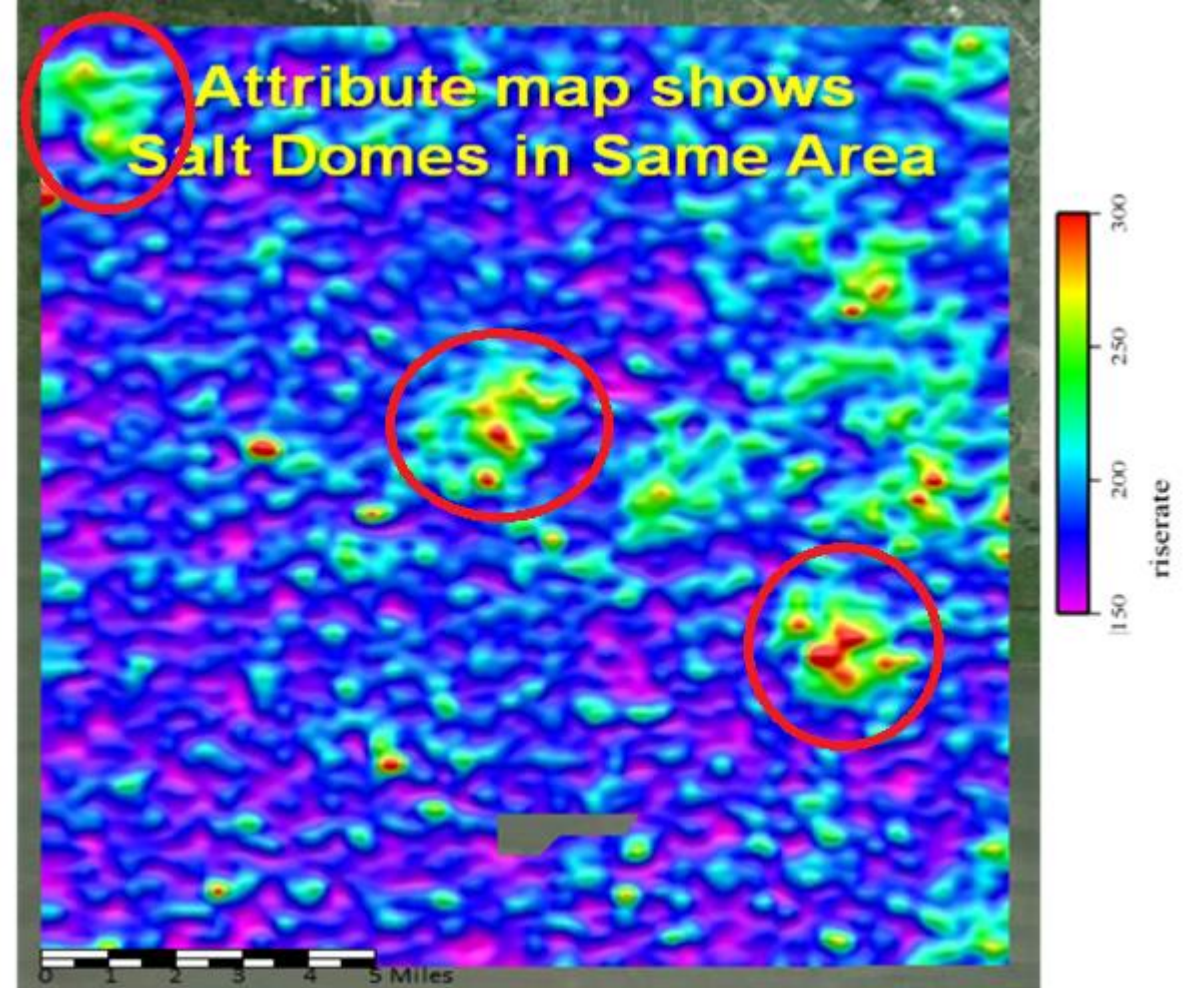 Attribute map shows
Salt Domes in Same Area
300
250
200
150
riserate
0 1 2 3 4 5 Miles